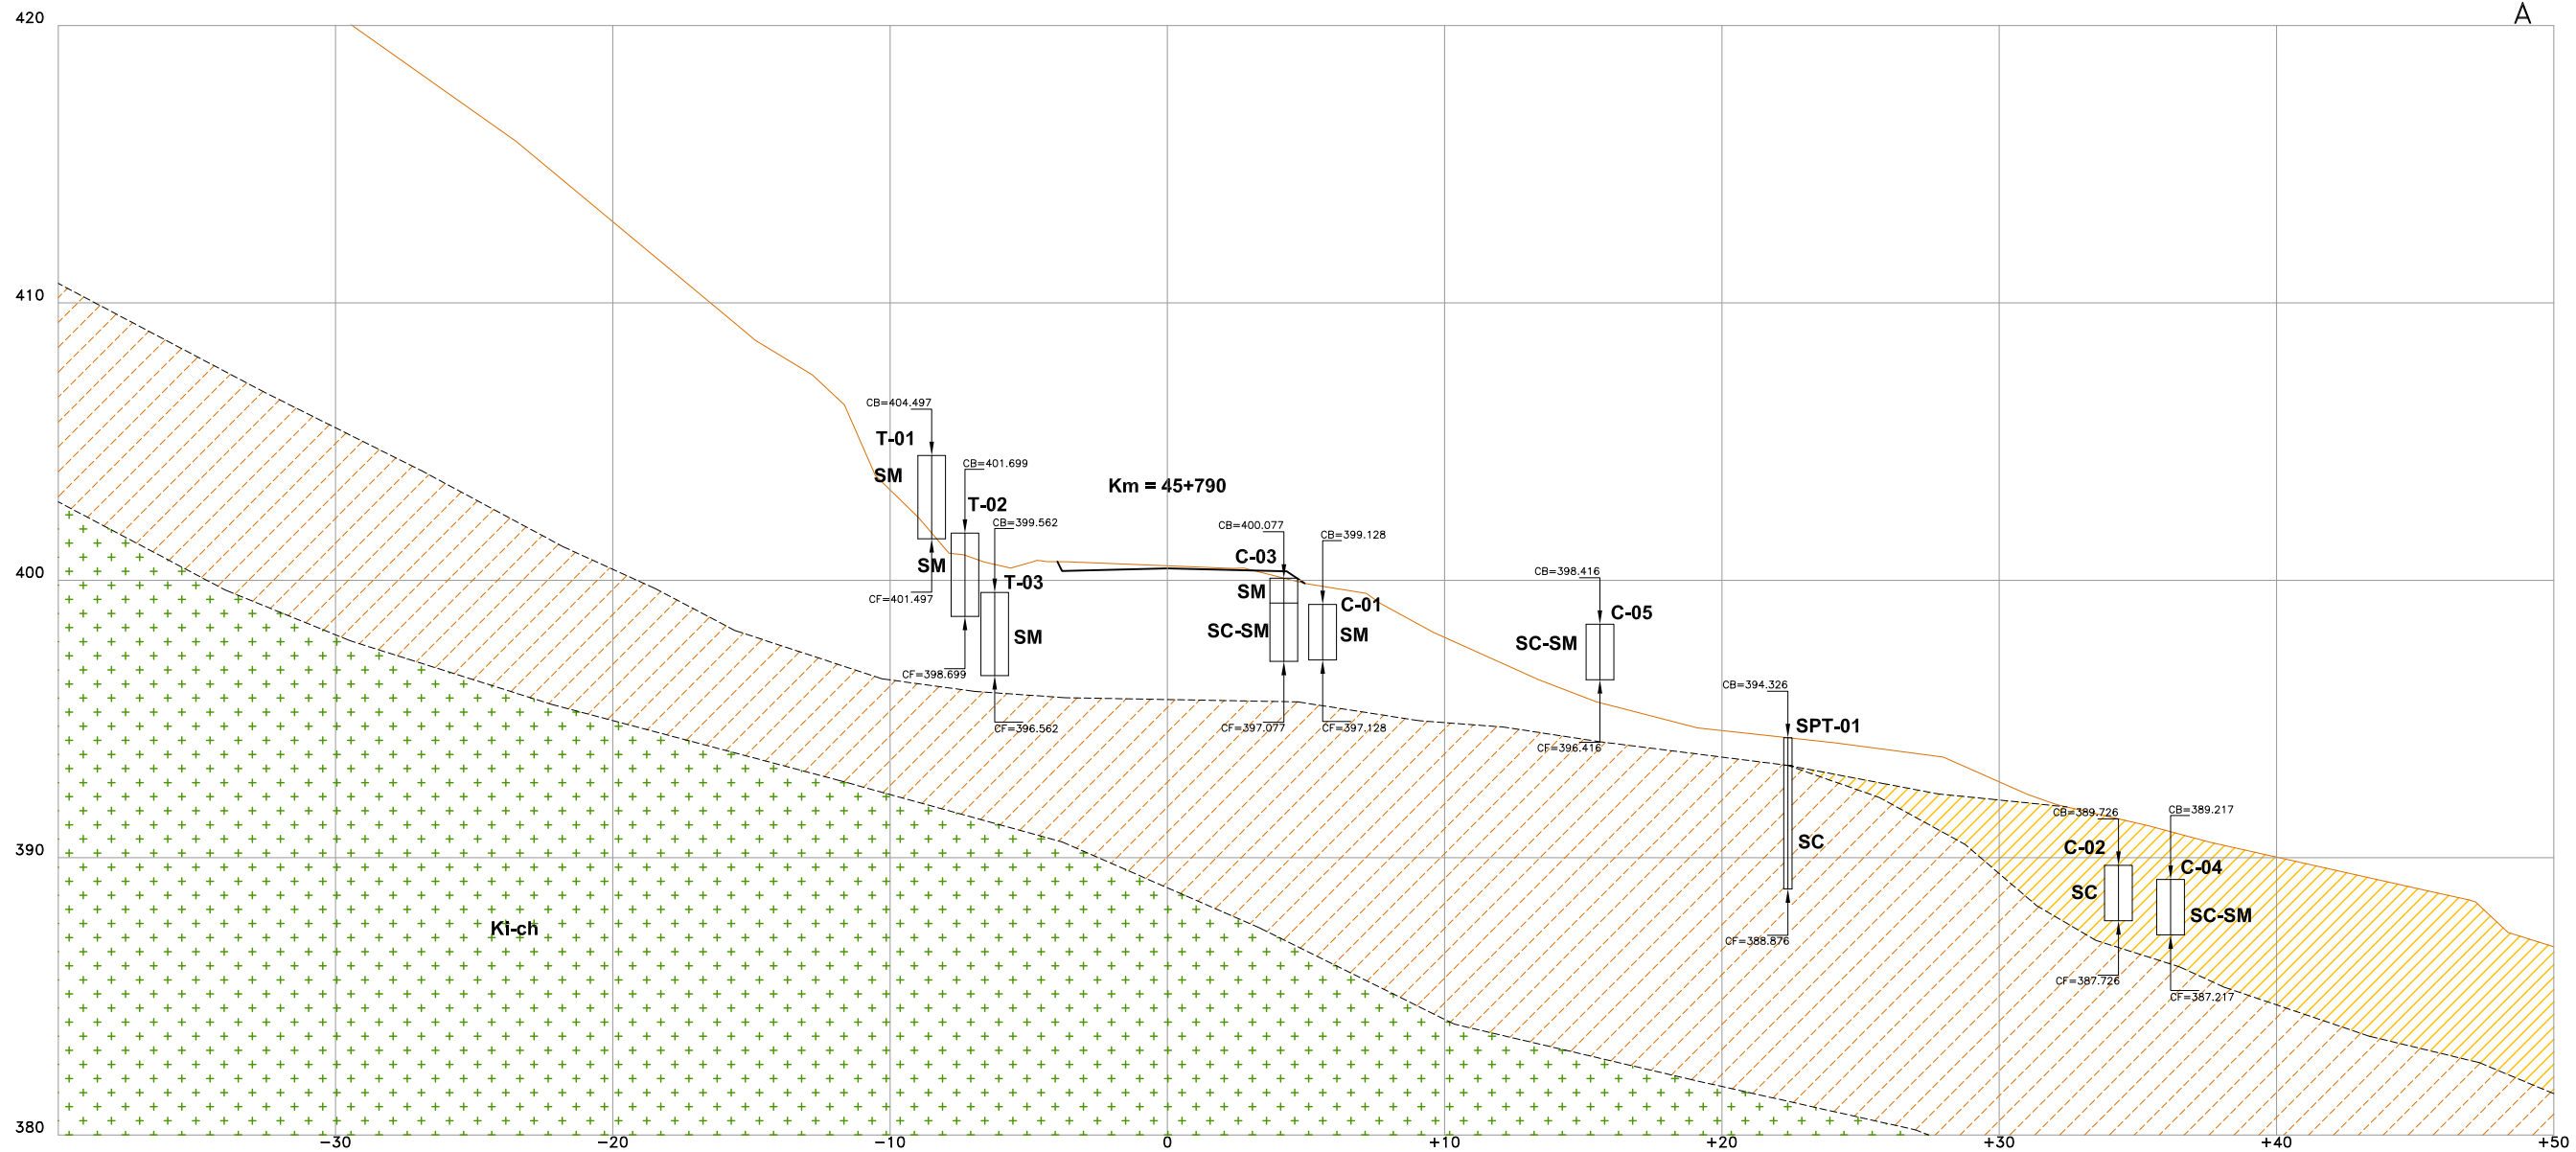 A
420
410
400
390
380
CB=404.497
T-01
SM
CF=401.497
CB=401.699
T-02
SM
CF=398.699
CB=399.562
T-03
SM
CF=396.562
Km = 45+790
CB=400.077
C-03
SM
SC-SM
CF=397.077
CB=399.128
C-01
SM
CF=397.128
CB=398.416
C-05
SC-SM
CF=396.416
CB=394.326
SPT-01
SC
CF=388.876
CB=389.726
C-02
SC
CF=387.726
CB=389.217
C-04
SC-SM
CF=387.217
Ki-ch
−30
−20
−10
0
+10
+20
+30
+40
+50